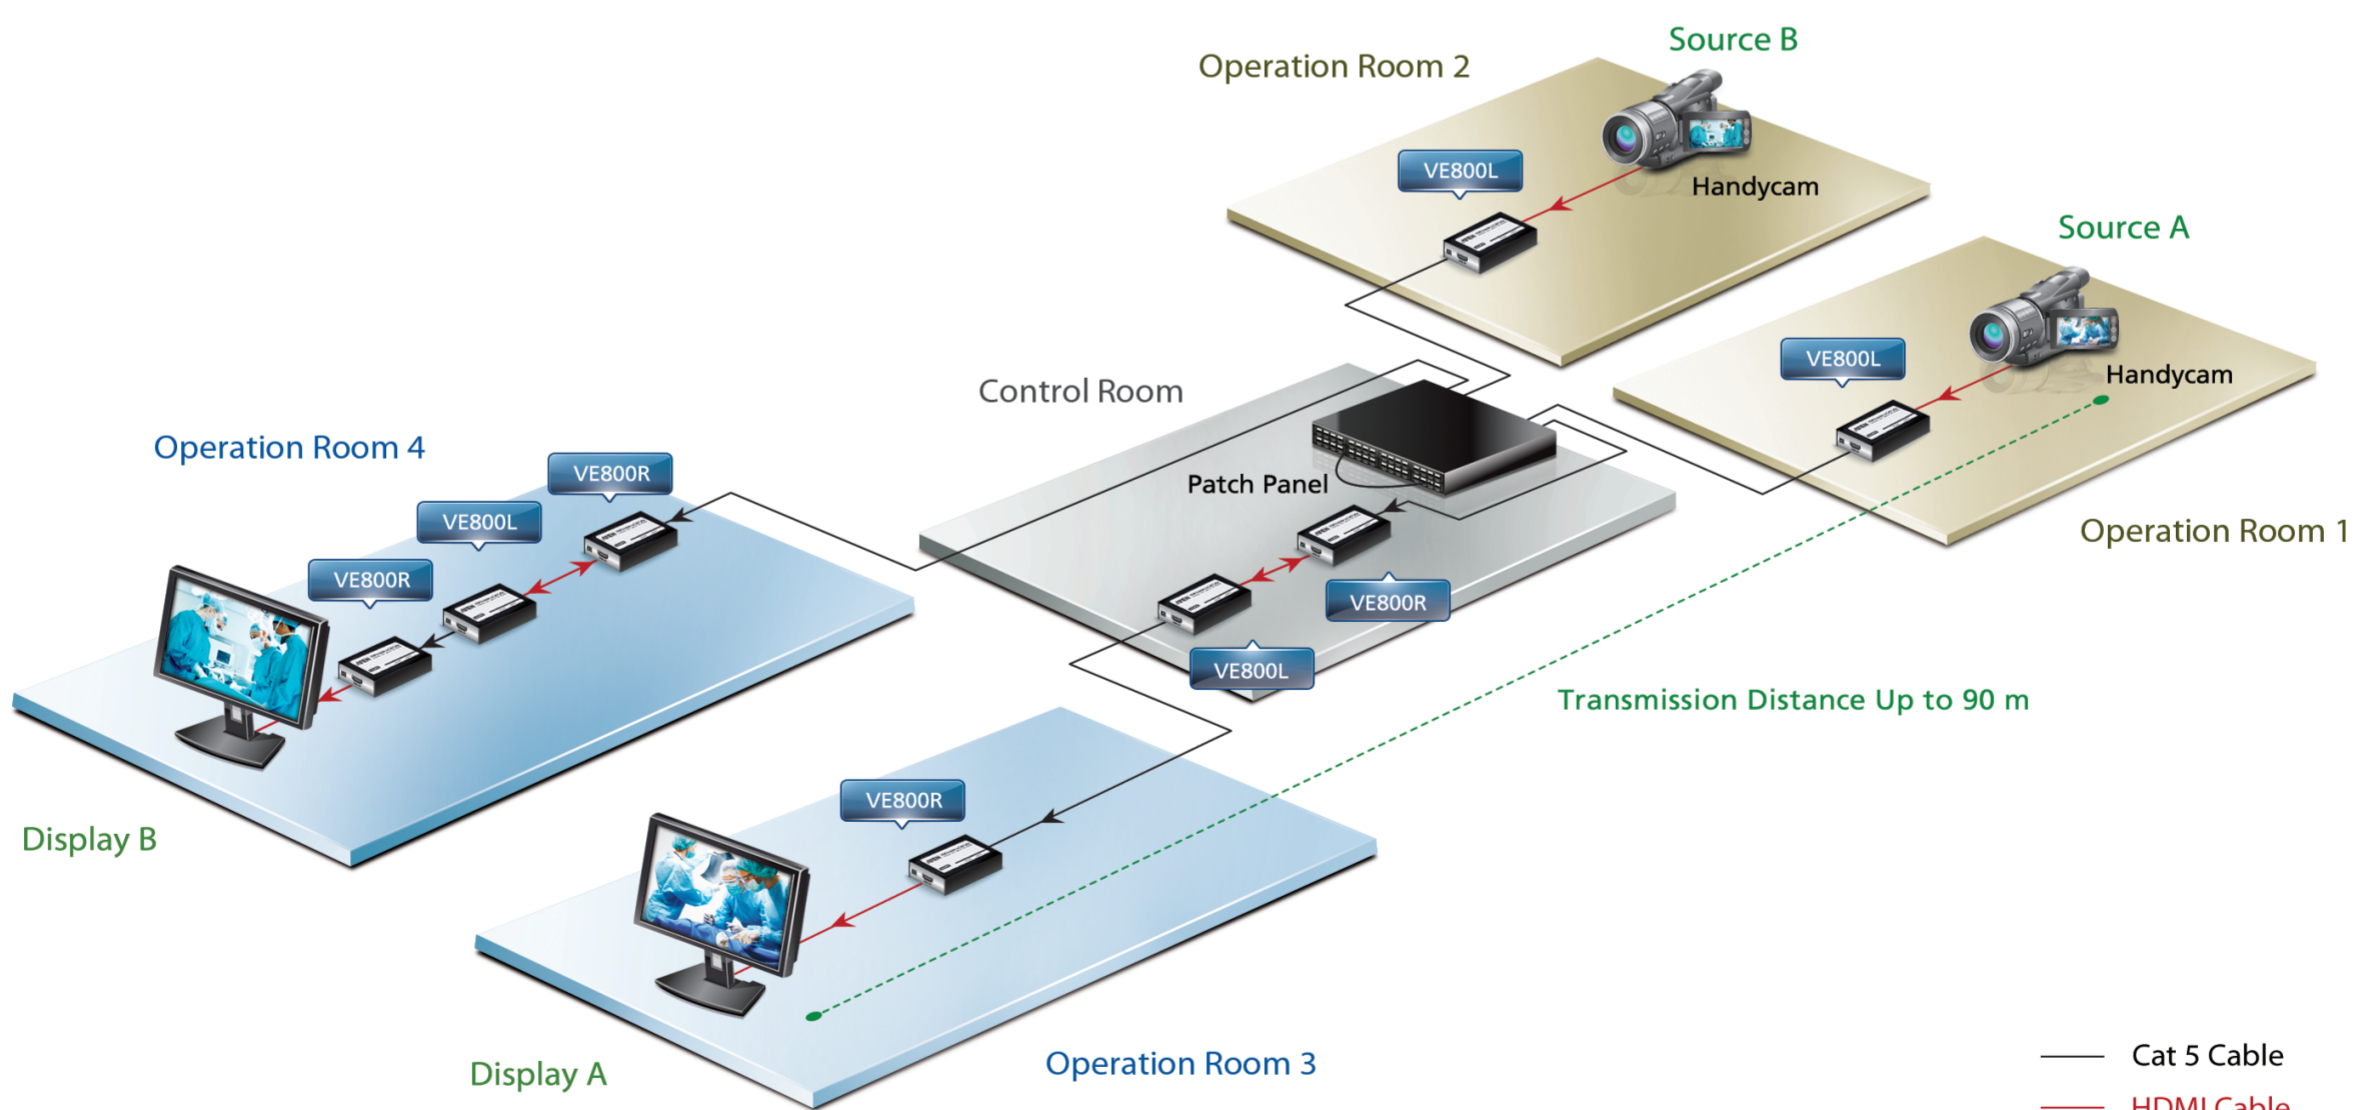 Source B
Operation Room 2
VE800L
Handycam
Source A
VE800L
Handycam
Control Room
Operation Room 4
VE800R
Patch Panel
VE800L
Operation Room 1
VE800R
VE800R
VE800L
Transmission Distance Up to 90 m
VE800R
Display B
Operation Room 3
Display A
Cat 5 Cable
HDMI Cable